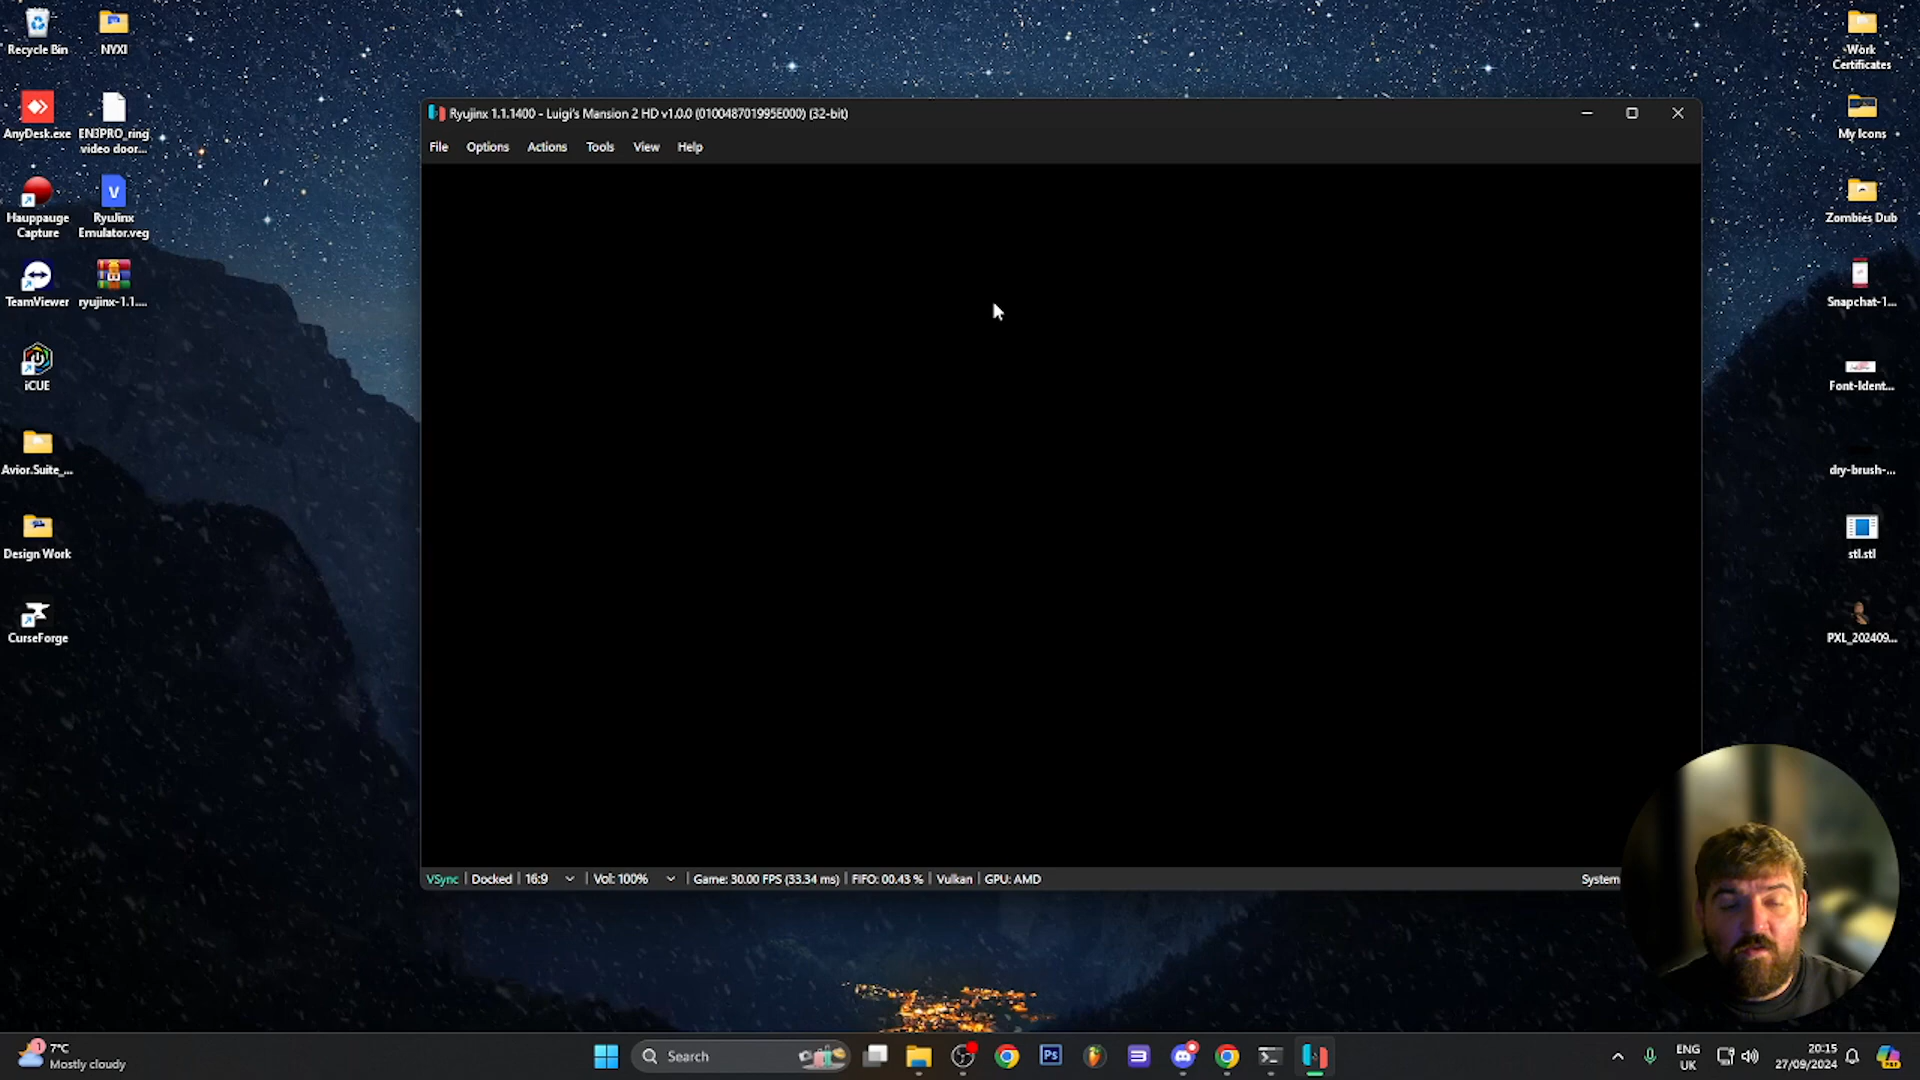 Recycle Bin
NYXI
AnyDesk.exe
EN3PRO_ring
video door...
Hauppauge
Capture
V
RyuJinx
Emulator.veg
TeamViewer
ryujinx-1.1....
iCUE
Avior.Suite_...
Design Work
CurseForge
Ryujinx 1.1.1400 - Luigi's Mansion 2 HD v1.0.0 (010048701995E000) (32-bit)
File
Options
Actions
Tools
View
Help
VSync | Docked | 16:9 | Vol: 100% | Game: 30.00 FPS (33.34 ms) | FIFO: 00.43 % | Vulkan | GPU: AMD
System
Work
Certificates
My Icons
Zombies Dub
Snapchat-1...
Font-Ident...
dry-brush-...
stl.stl
PXL_202409...
1
7°C
Mostly cloudy
Search
Ps
ENG
UK
20:15
27/09/2024